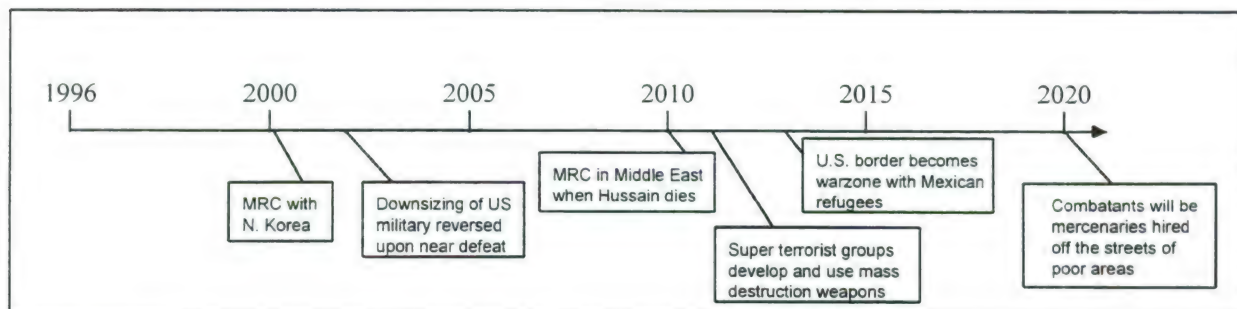 1996
2000
2005
2010
2015
2020
MRC with
N. Korea
Downsizing of US
military reversed
upon near defeat
MRC in Middle East
when Hussain dies
Super terrorist groups
develop and use mass
destruction weapons
U.S. border becomes
warzone with Mexican
refugees
Combatants will be
mercenaries hired
off the streets of
poor areas